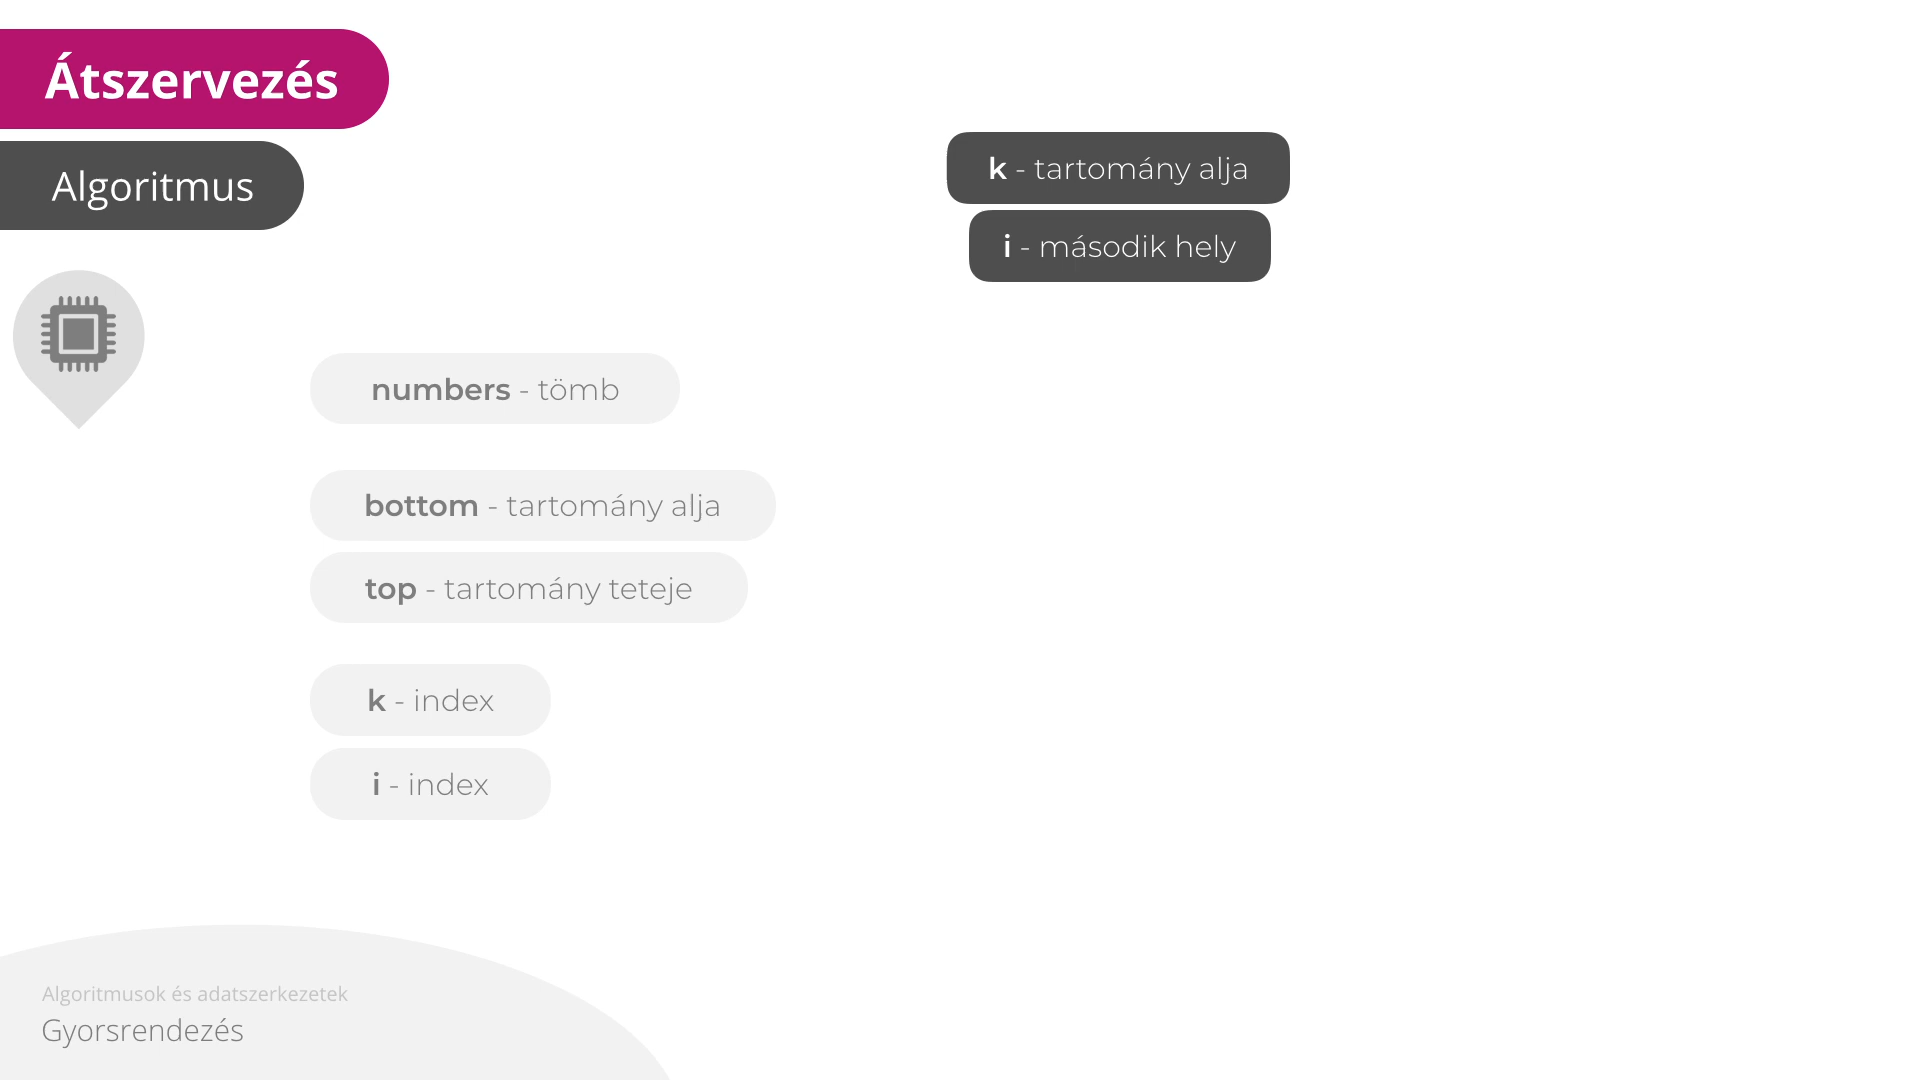 Átszervezés
Algoritmus
k - tartomány alja
i - második hely
numbers - tömb
bottom - tartomány alja
top - tartomány teteje
k - index
i - index
Algoritmusok és adatszerkezetek
Gyorsrendezés